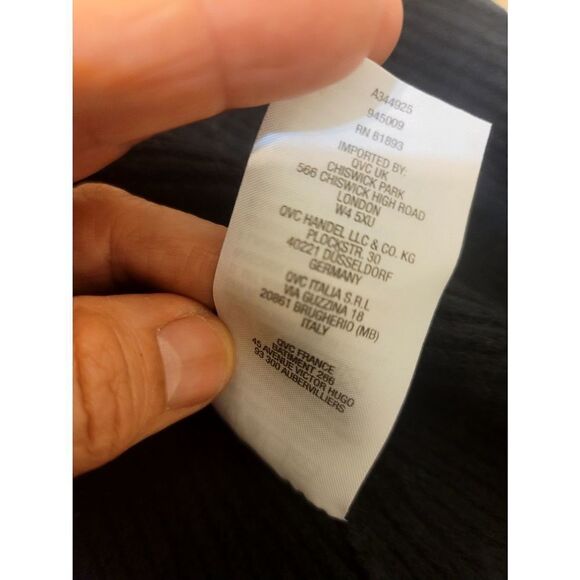 A344925
945009
RN 81893
IMPORTED BY:
QVC UK
CHISWICK PARK
566 CHISWICK HIGH ROAD
LONDON
W4 5XU
QVC HANDEL LLC & CO. KG
PLOCKSTR. 30
40221 DUSSELDORF
GERMANY
QVC ITALIA S.R.L
VIA GUZZINA 18
20861 BRUGHERIO (MB)
ITALY
QVC FRANCE
BATIMENT 266
45 AVENUE VICTOR HUGO
93 300 AUBERVILLIERS